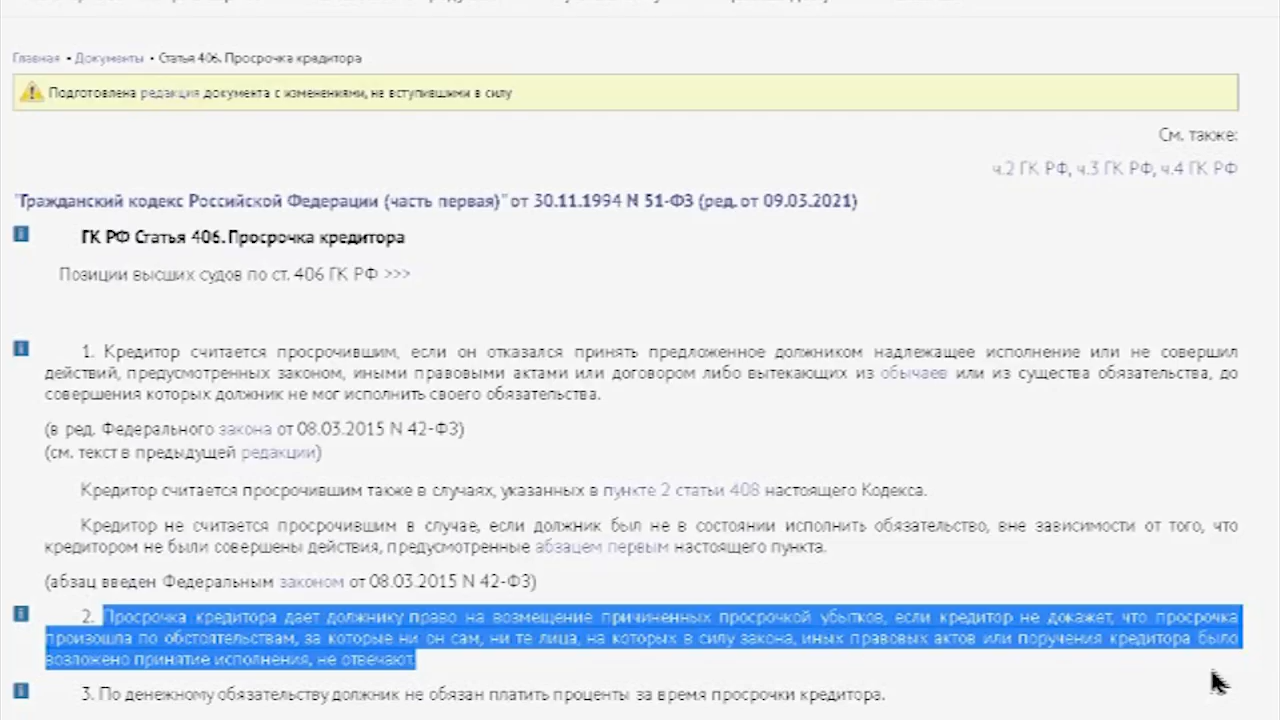 Главная • Документы • Статья 406. Просрочка кредитора
Подготовлена редакция документа с изменениями, не вступившими в силу
См. также:
ч.2 ГК РФ, ч.3 ГК РФ, ч.4 ГК РФ
"Гражданский кодекс Российской Федерации (часть первая)" от 30.11.1994 N 51-ФЗ (ред. от 09.03.2021)
ГК РФ Статья 406. Просрочка кредитора
Позиции высших судов по ст. 406 ГК РФ >>>
1. Кредитор считается просрочившим, если он отказался принять предложенное должником надлежащее исполнение или не совершил
действий, предусмотренных законом, иными правовыми актами или договором либо вытекающих из обычаев или из существа обязательства, до
совершения которых должник не мог исполнить своего обязательства.
(в ред. Федерального закона от 08.03.2015 N 42-ФЗ)
(см. текст в предыдущей редакции)
Кредитор считается просрочившим также в случаях, указанных в пункте 2 статьи 408 настоящего Кодекса.
Кредитор не считается просрочившим в случае, если должник был не в состоянии исполнить обязательство, вне зависимости от того, что
кредитором не были совершены действия, предусмотренные абзацем первым настоящего пункта.
(абзац введен Федеральным законом от 08.03.2015 N 42-ФЗ)
2. Просрочка кредитора дает должнику право на возмещение причиненных просрочкой убытков, если кредитор не докажет, что просрочка
произошла по обстоятельствам, за которые ни он сам, ни те лица, на которых в силу закона, иных правовых актов или поручения кредитора было
возложено принятие исполнения, не отвечают.
3. По денежному обязательству должник не обязан платить проценты за время просрочки кредитора.